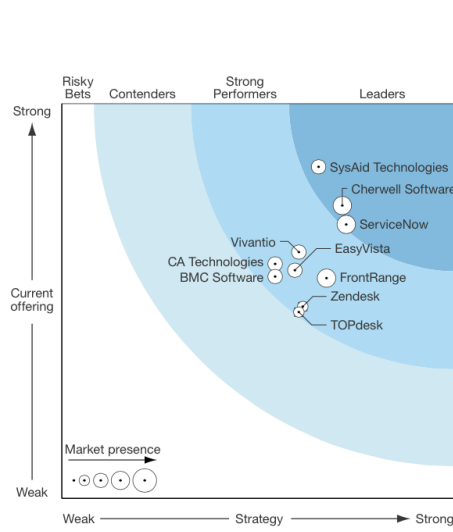 Risky
Bets
Contenders
Strong
Performers
Leaders
Strong
SysAid Technologies
Cherwell Software
ServiceNow
Vivantio
EasyVista
CA Technologies
BMC Software
FrontRange
Zendesk
TOPdesk
Current
offering
Market presence
Weak
Weak
Strategy
Strong